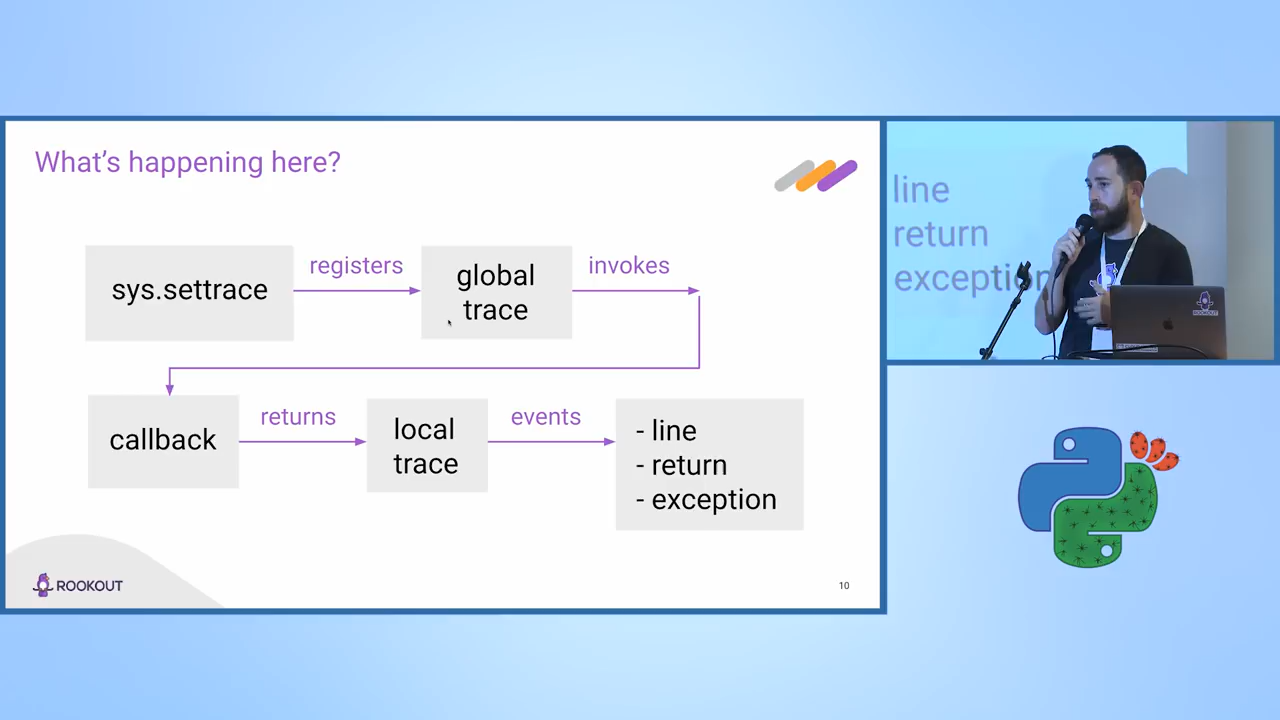 What's happening here?
sys.settrace
registers
global
trace
invokes
callback
returns
local
trace
events
- line
- return
- exception
ROOKOUT
10
line
return
exception
ROOKOUT